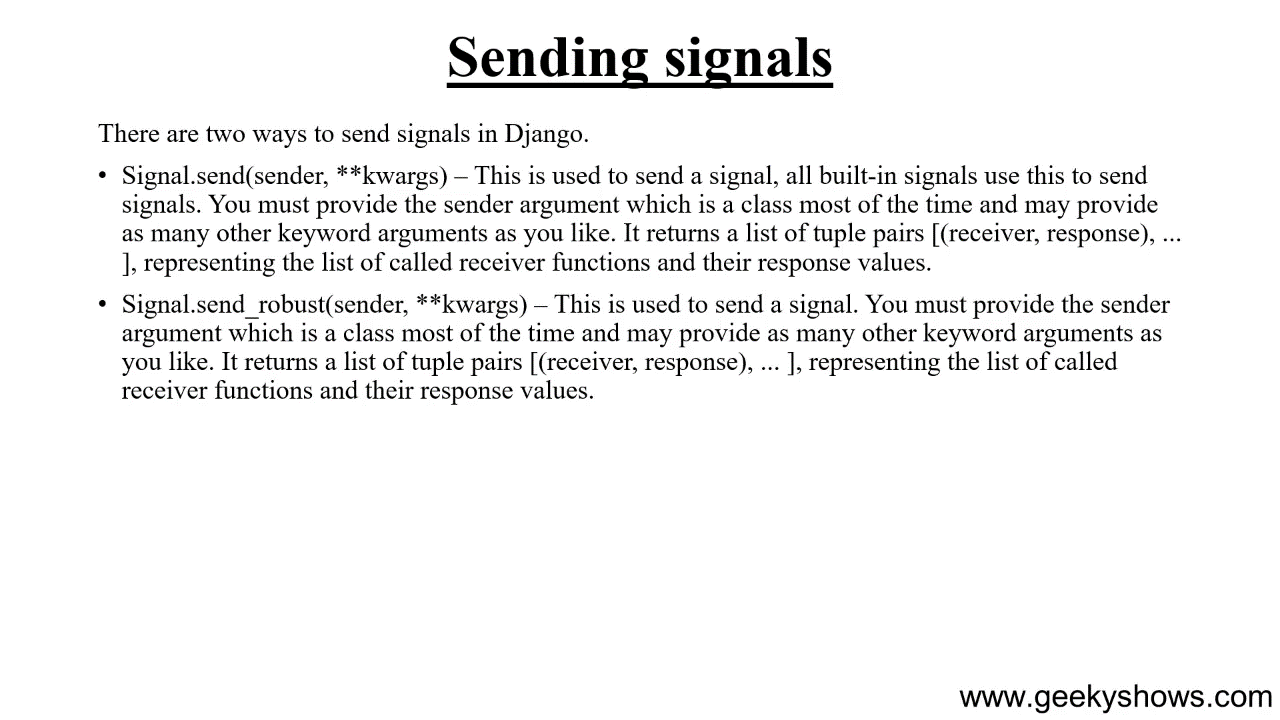 Sending signals
There are two ways to send signals in Django.
• Signal.send(sender, **kwargs) – This is used to send a signal, all built-in signals use this to send
signals. You must provide the sender argument which is a class most of the time and may provide
as many other keyword arguments as you like. It returns a list of tuple pairs [(receiver, response), ...
], representing the list of called receiver functions and their response values.
• Signal.send_robust(sender, **kwargs) – This is used to send a signal. You must provide the sender
argument which is a class most of the time and may provide as many other keyword arguments as
you like. It returns a list of tuple pairs [(receiver, response), ... ], representing the list of called
receiver functions and their response values.
www.geekyshows.com